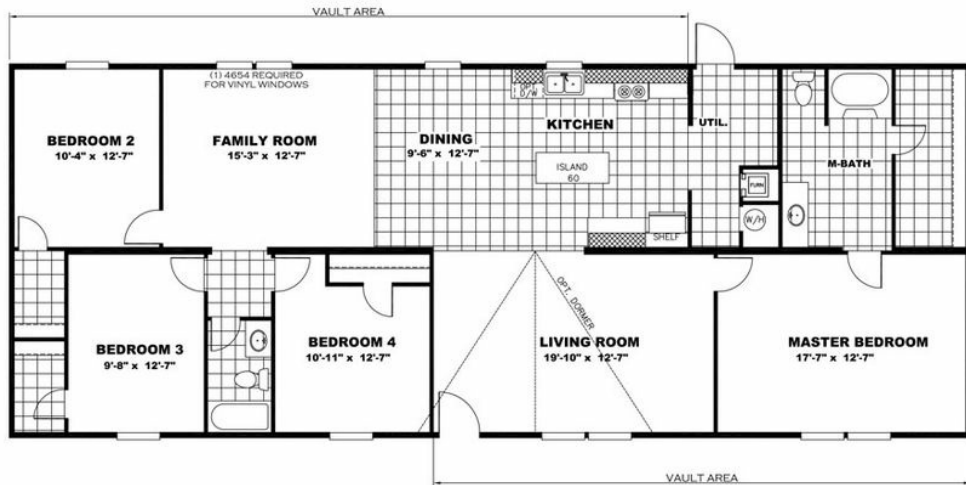 VAULT AREA
(1) 4654 REQUIRED
FOR VINYL WINDOWS
BEDROOM 2
10'-4" x 12'-7"
FAMILY ROOM
15'-3" x 12'-7"
DINING
9'-6" x 12'-7"
OPT.
D/W
KITCHEN
ISLAND
60
SHELF
UTIL.
FURN
W/H
M-BATH
BEDROOM 3
9'-8" x 12'-7"
BEDROOM 4
10'-11" x 12'-7"
OPT. DORMER
LIVING ROOM
19'-10" x 12'-7"
MASTER BEDROOM
17'-7" x 12'-7"
VAULT AREA